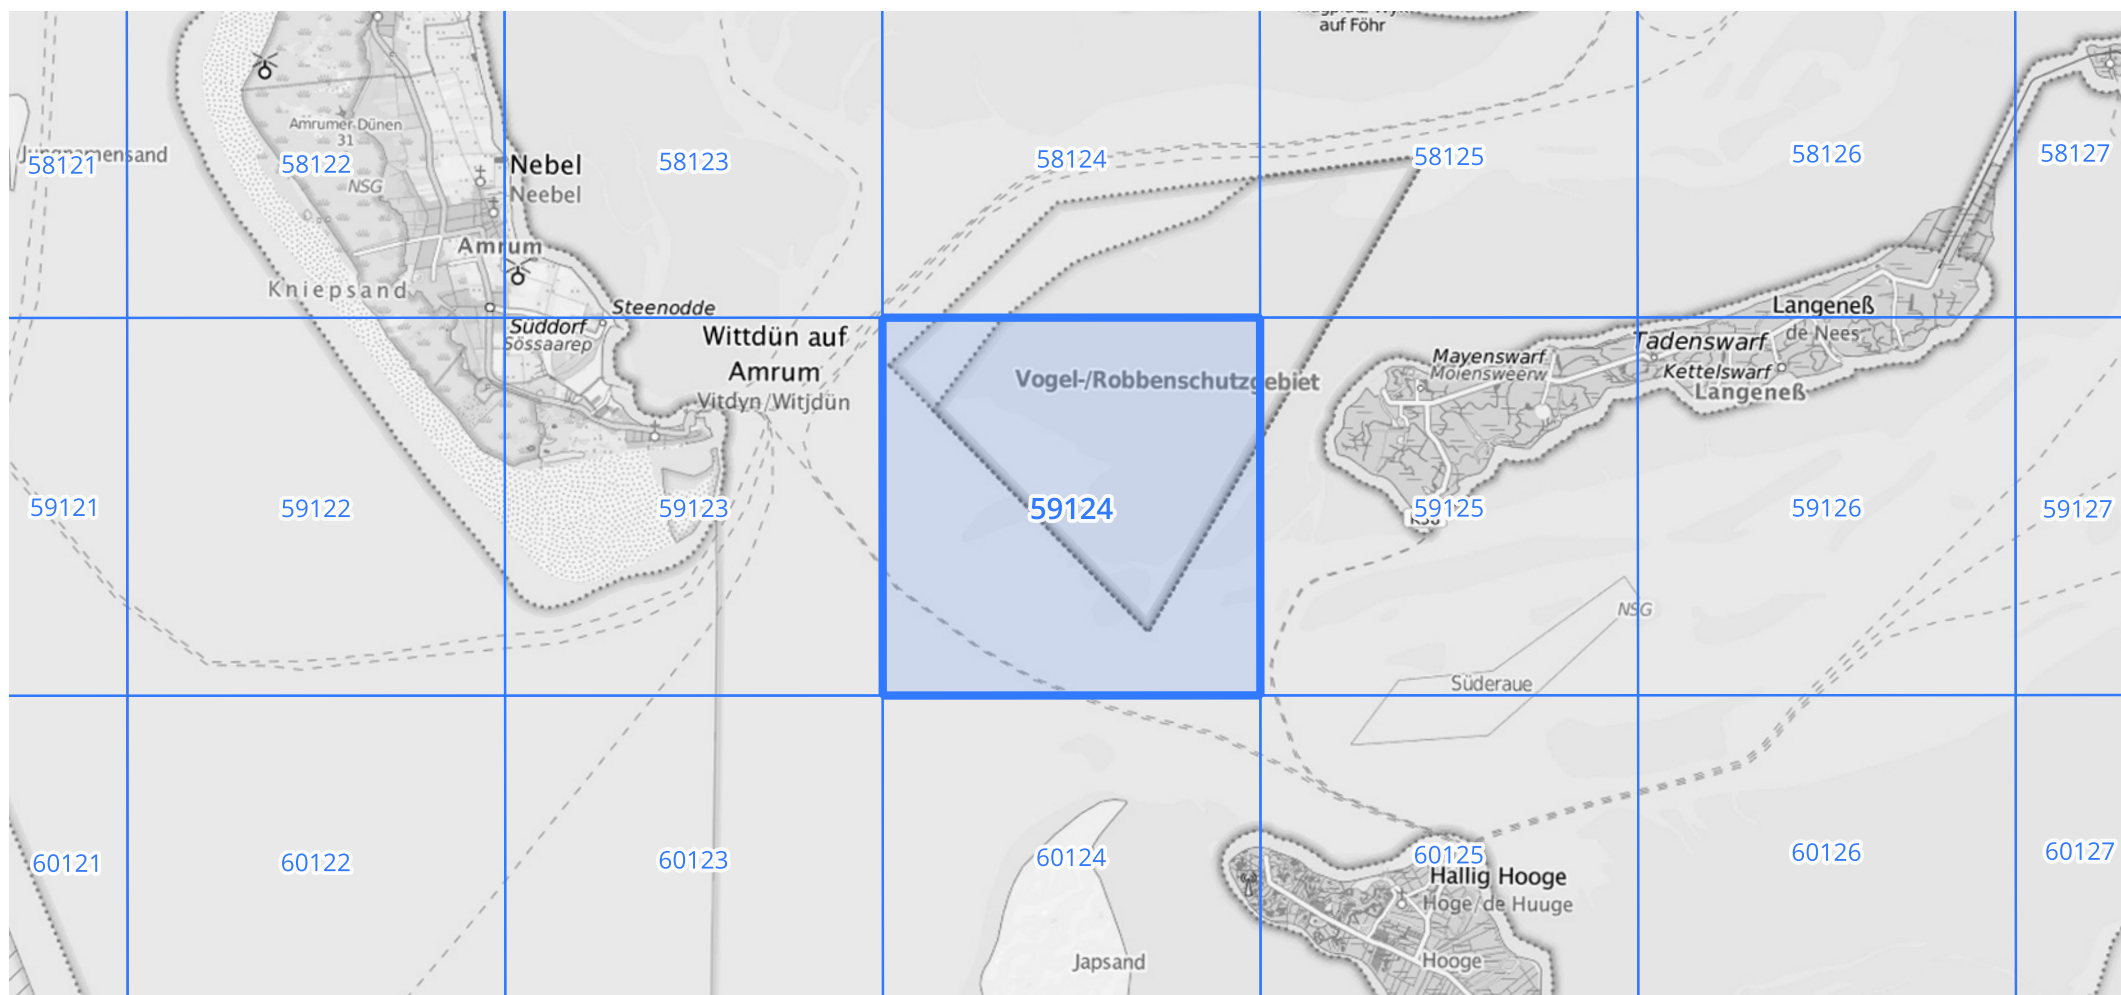 auf Föhr
Amrumer Dünen
31
Jungnamensand
58121
58122
NSG
Nebel
Neebel
58123
58124
58125
58126
58127
Amrum
Kniepsand
Steenodde
Süddorf
Sössaarep
Wittdün auf
Amrum
Vitdyn/Witjdün
Vogel-/Robbenschutzgebiet
Langeneß
de Nees
Tadenswarf
Mayenswarf
Moiensweerw
Kettelswarf
Langeneß
59121
59122
59123
59124
59125
59126
59127
NSG
Süderaue
60121
60122
60123
60124
60125
60126
60127
Hallig Hooge
Hoge/de Huuge
Japsand
Hooge